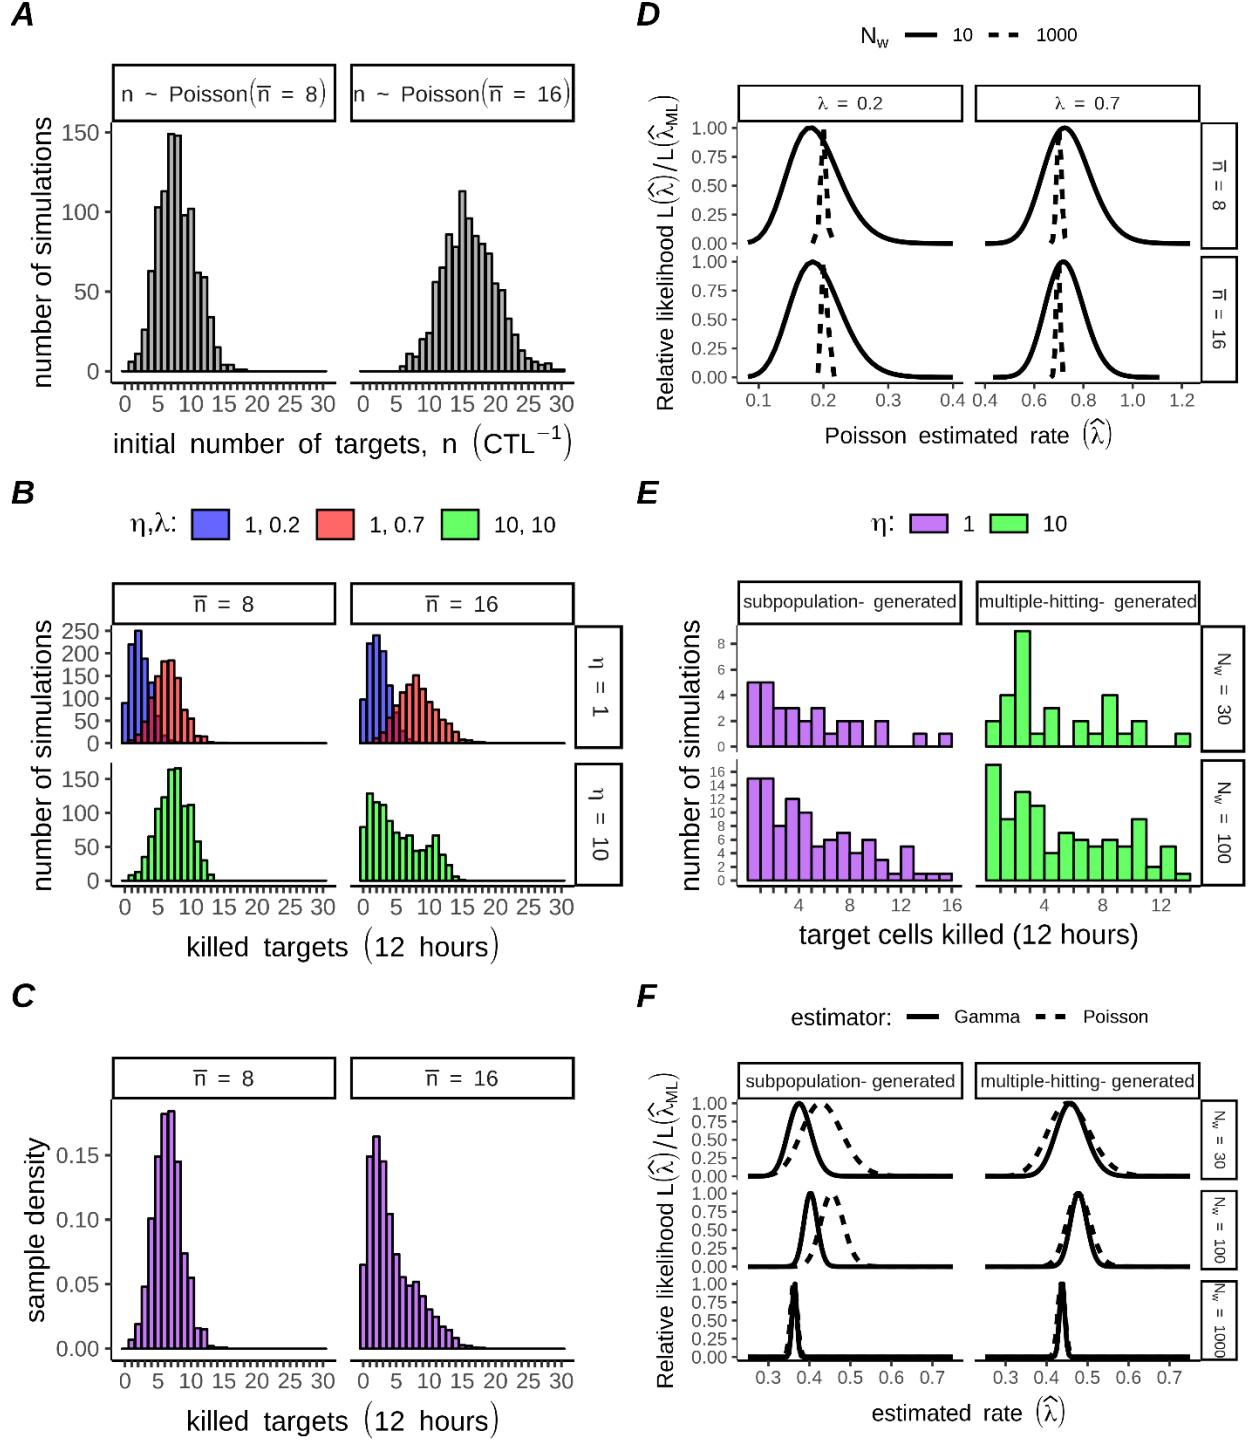 A
n ~ Poisson(n̅ = 8)
n ~ Poisson(n̅ = 16)
number of simulations
150
100
50
0
0 5 10 15 20 25 30
0 5 10 15 20 25 30
initial number of targets, n (CTL⁻¹)
B
η,λ: 1, 0.2 1, 0.7 10, 10
n̅ = 8
n̅ = 16
number of simulations
250
200
150
100
50
0
η = 1
number of simulations
150
100
50
0
η = 10
0 5 10 15 20 25 30
0 5 10 15 20 25 30
killed targets (12 hours)
C
n̅ = 8
n̅ = 16
sample density
0.15
0.10
0.05
0.00
0 5 10 15 20 25 30
0 5 10 15 20 25 30
killed targets (12 hours)
D
N_w 10 1000
λ = 0.2
λ = 0.7
Relative likelihood L(λ̂)/L(λ̂_ML)
1.00
0.75
0.50
0.25
0.00
n̅ = 8
1.00
0.75
0.50
0.25
0.00
n̅ = 16
0.1 0.2 0.3 0.4
0.4 0.6 0.8 1.0 1.2
Poisson estimated rate (λ̂)
E
η: 1 10
subpopulation- generated
multiple-hitting- generated
number of simulations
8
6
4
2
0
N_w = 30
16
14
12
10
8
6
4
2
0
N_w = 100
4 8 12 16
4 8 12
target cells killed (12 hours)
F
estimator: Gamma Poisson
subpopulation- generated
multiple-hitting- generated
Relative likelihood L(λ̂)/L(λ̂_ML)
1.00
0.75
0.50
0.25
0.00
N_w = 30
1.00
0.75
0.50
0.25
0.00
N_w = 100
1.00
0.75
0.50
0.25
0.00
N_w = 1000
0.3 0.4 0.5 0.6 0.7
0.3 0.4 0.5 0.6 0.7
estimated rate (λ̂)